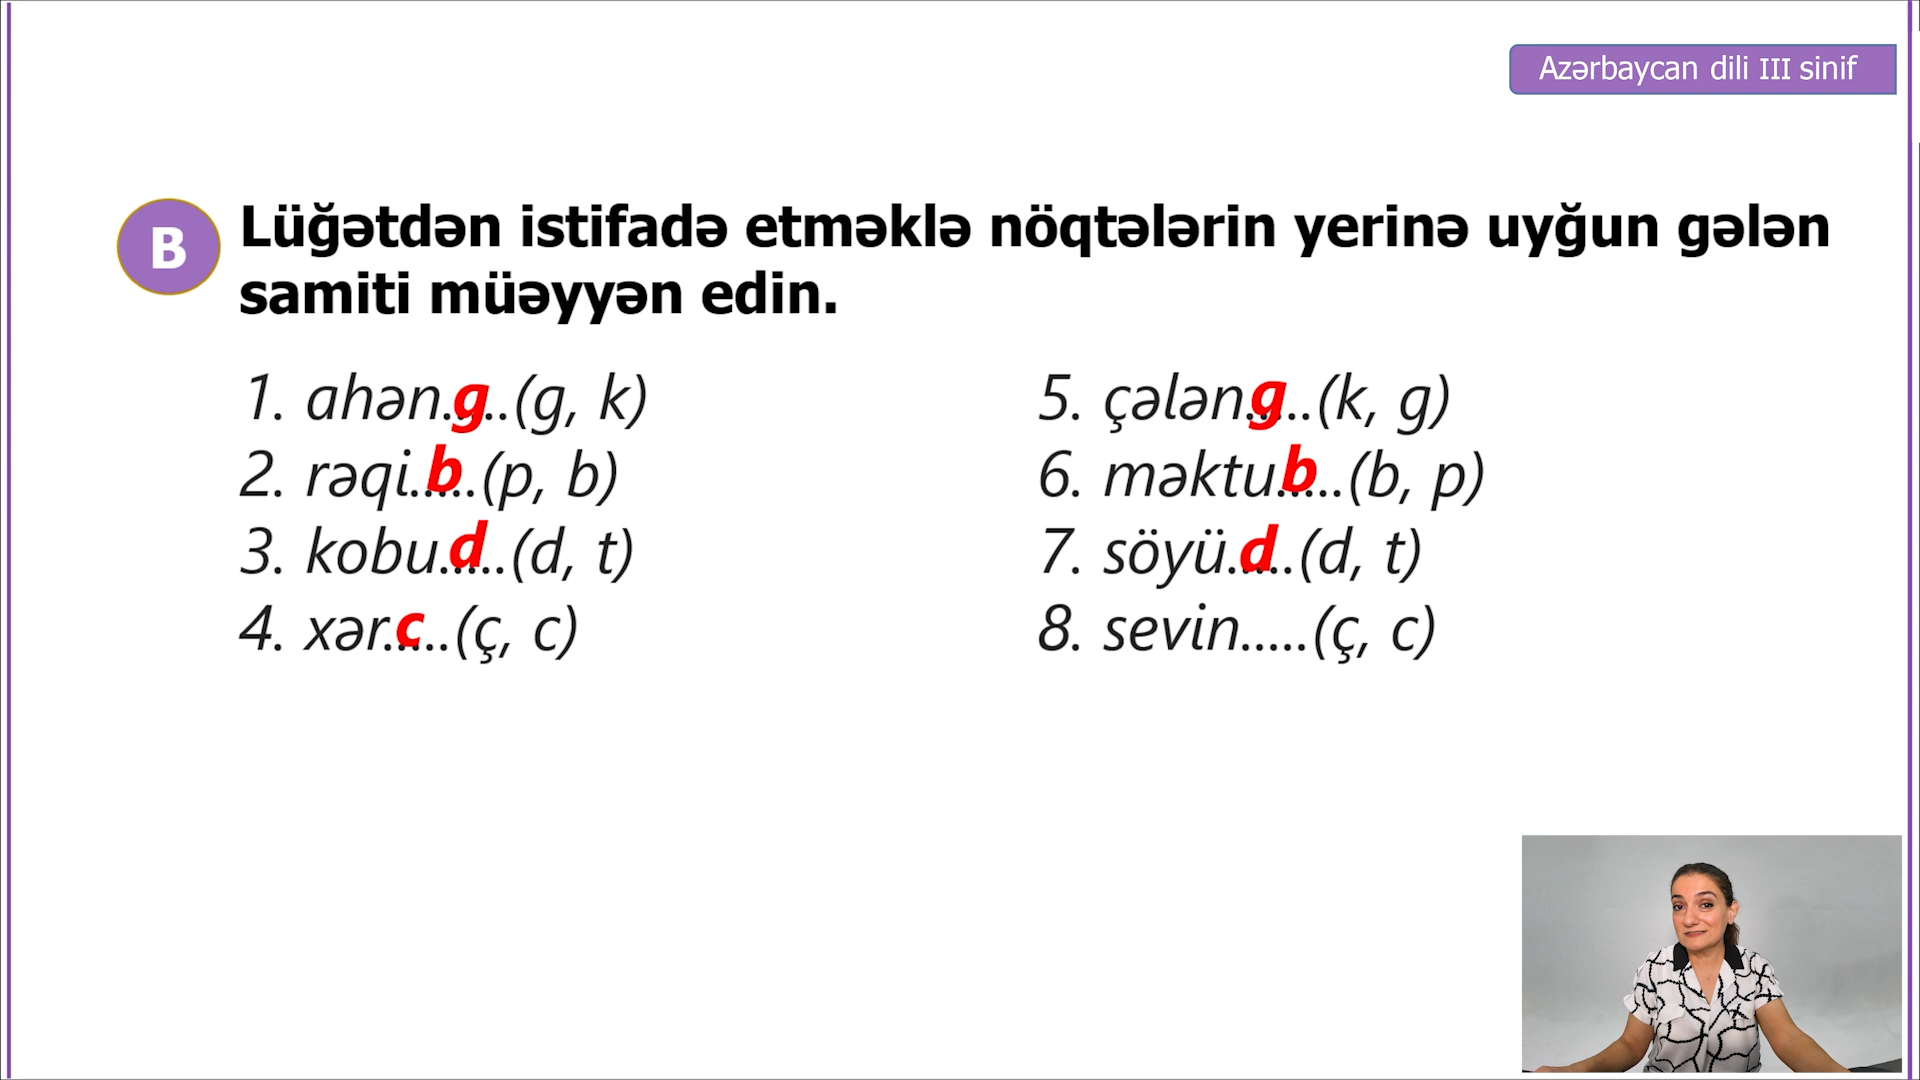 Azərbaycan dili III sinif
B
Lüğətdən istifadə etməklə nöqtələrin yerinə uyğun gələn
samiti müəyyən edin.
1. ahən.g..(g, k)
2. rəqi.b..(p, b)
3. kobu.d..(d, t)
4. xər.c..(ç, c)
5. çələn.g..(k, g)
6. məktu.b..(b, p)
7. söyü.d..(d, t)
8. sevin.....(ç, c)